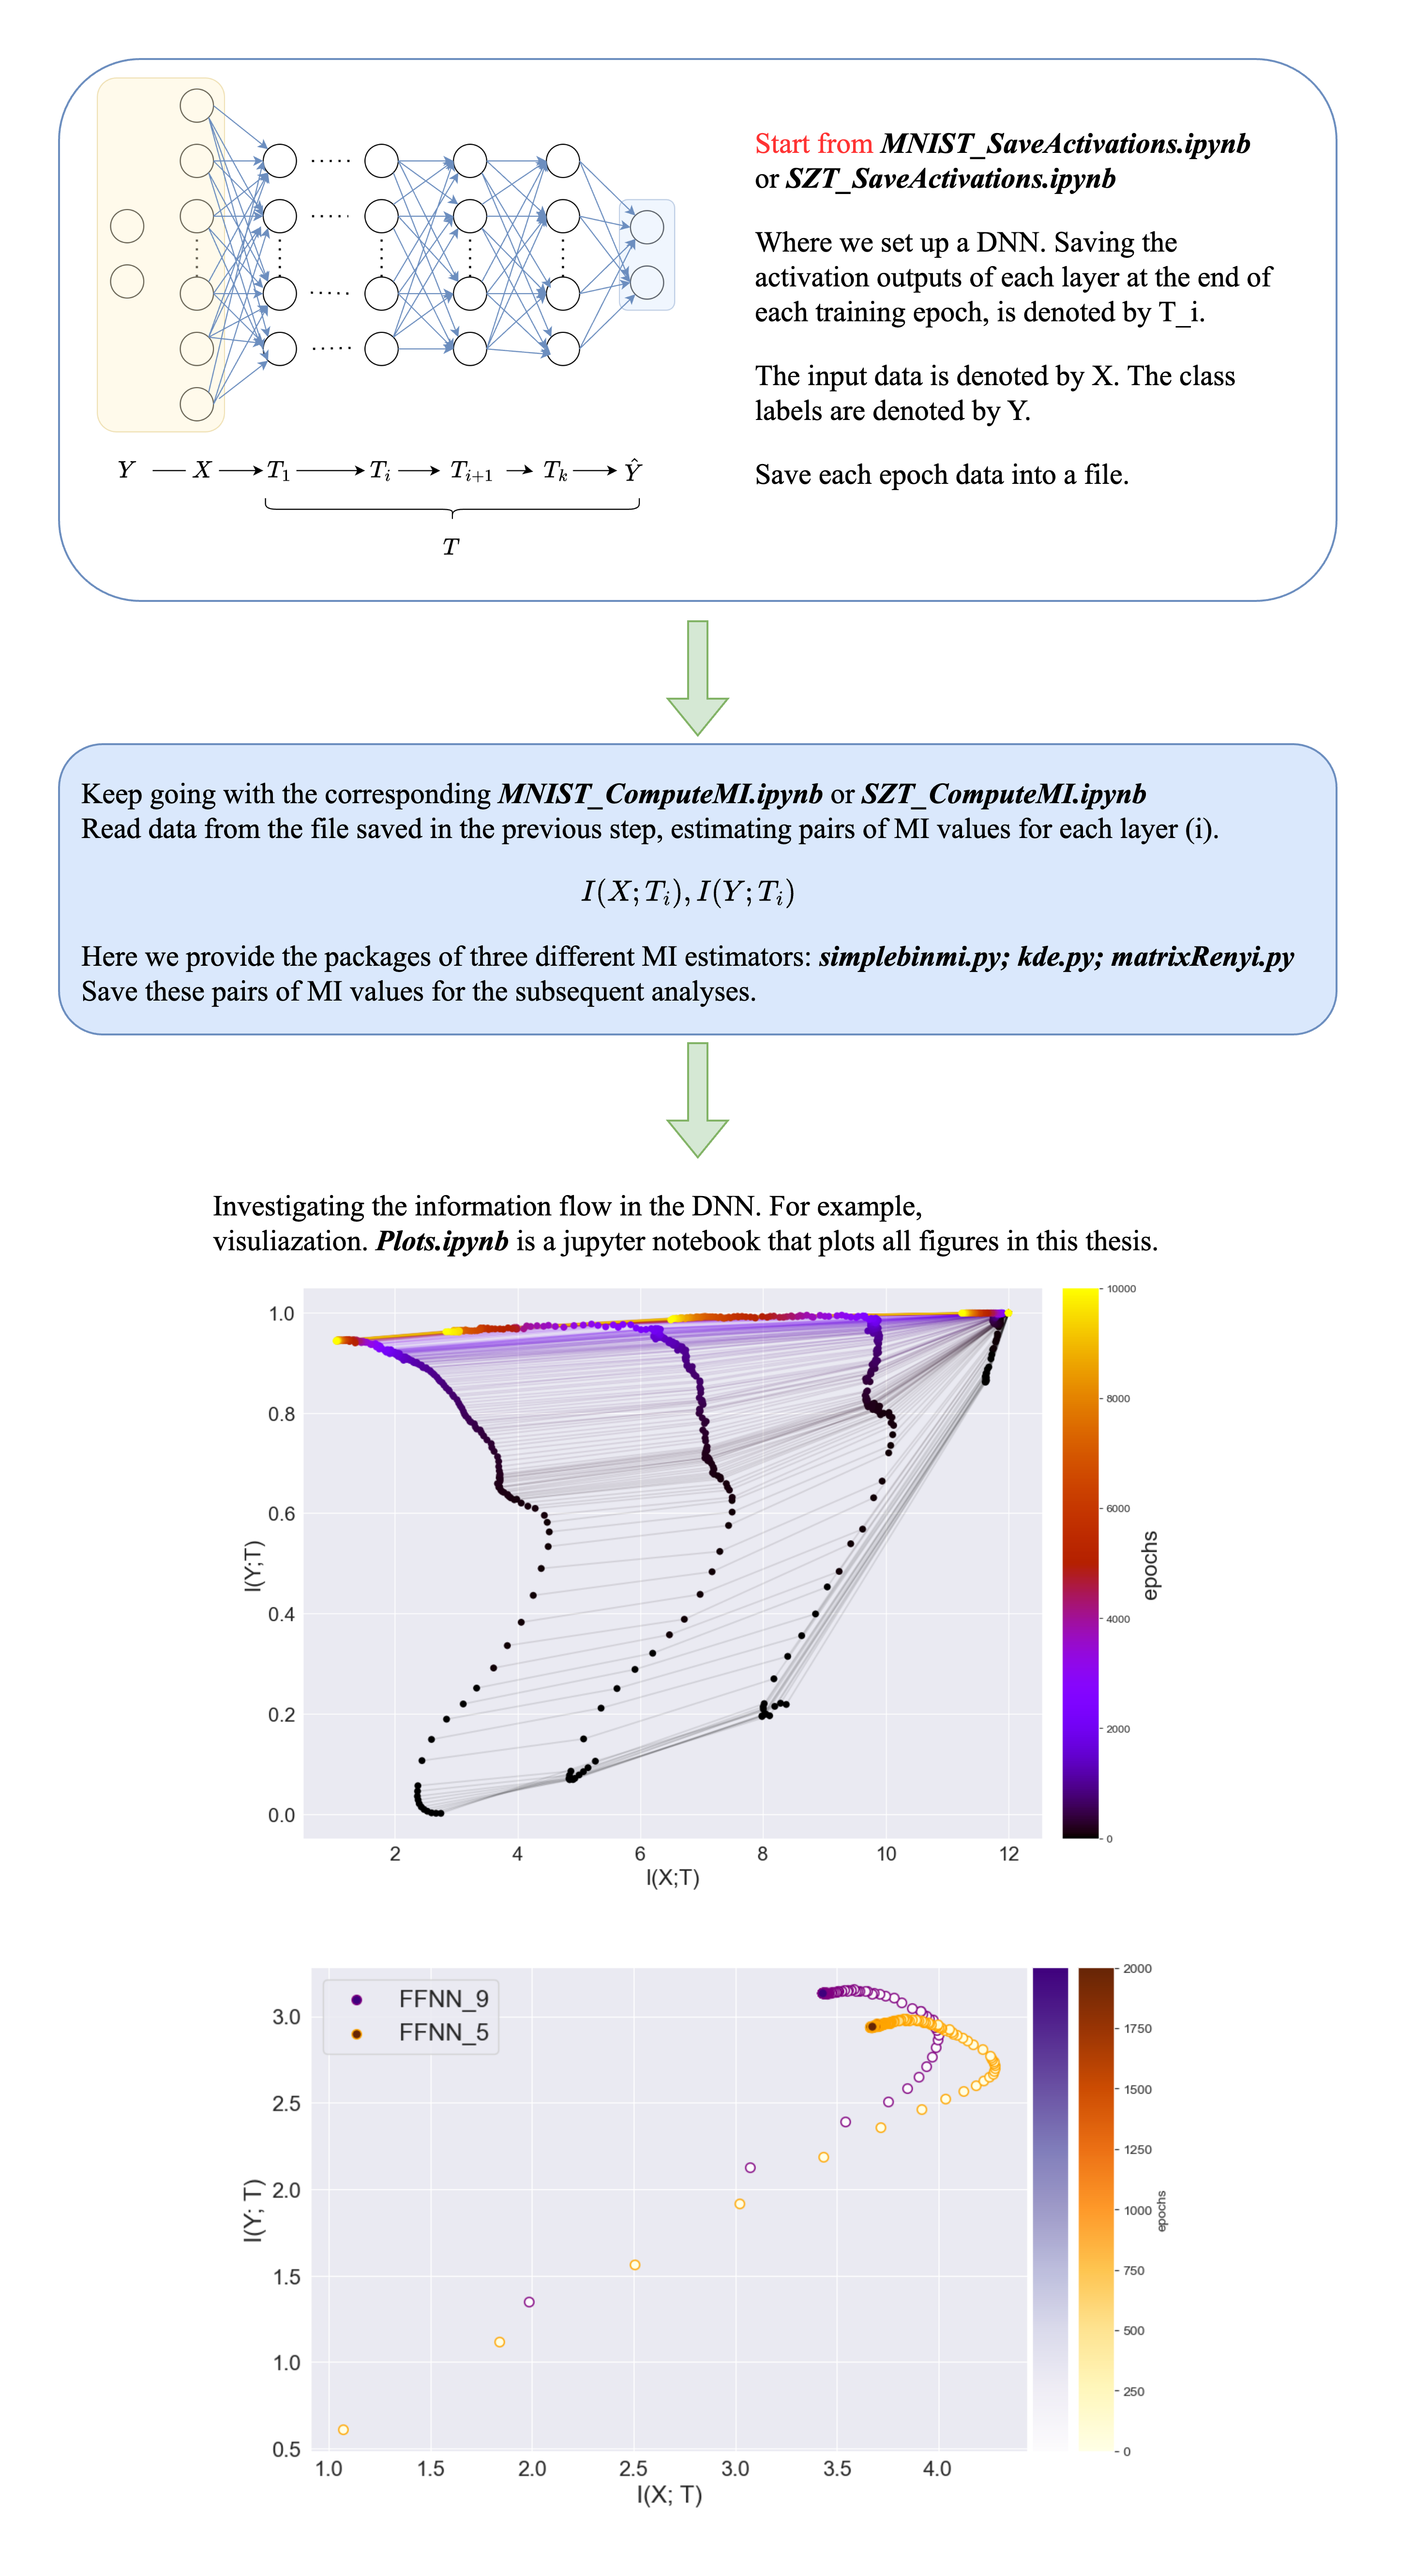 Start from MNIST_SaveActivations.ipynb
or SZT_SaveActivations.ipynb
Where we set up a DNN. Saving the
activation outputs of each layer at the end of
each training epoch, is denoted by T_i.
The input data is denoted by X. The class
labels are denoted by Y.
Save each epoch data into a file.
Y X T₁ Tᵢ Tᵢ₊₁ Tₖ Ŷ
T
Keep going with the corresponding MNIST_ComputeMI.ipynb or SZT_ComputeMI.ipynb
Read data from the file saved in the previous step, estimating pairs of MI values for each layer (i).
I(X;Tᵢ), I(Y;Tᵢ)
Here we provide the packages of three different MI estimators: simplebinmi.py; kde.py; matrixRenyi.py
Save these pairs of MI values for the subsequent analyses.
Investigating the information flow in the DNN. For example,
visuliazation. Plots.ipynb is a jupyter notebook that plots all figures in this thesis.
1.0
0.8
0.6
0.4
0.2
0.0
I(Y;T)
2 4 6 8 10 12
I(X;T)
10000
8000
6000
4000
2000
0
epochs
FFNN_9
FFNN_5
3.0
2.5
2.0
1.5
1.0
0.5
I(Y; T)
1.0 1.5 2.0 2.5 3.0 3.5 4.0
I(X; T)
2000
1750
1500
1250
1000
750
500
250
0
epochs